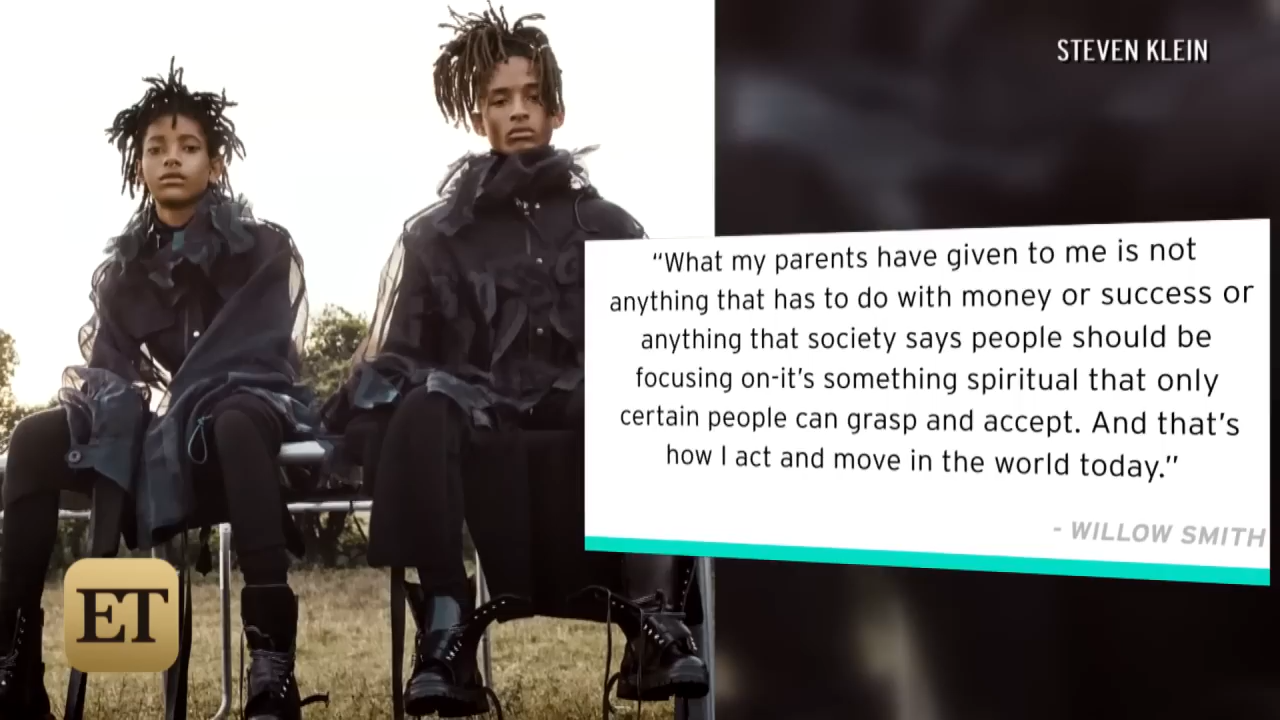 STEVEN KLEIN
“What my parents have given to me is not
anything that has to do with money or success or
anything that society says people should be
focusing on-it’s something spiritual that only
certain people can grasp and accept. And that’s
how I act and move in the world today.”
- WILLOW SMITH
ET